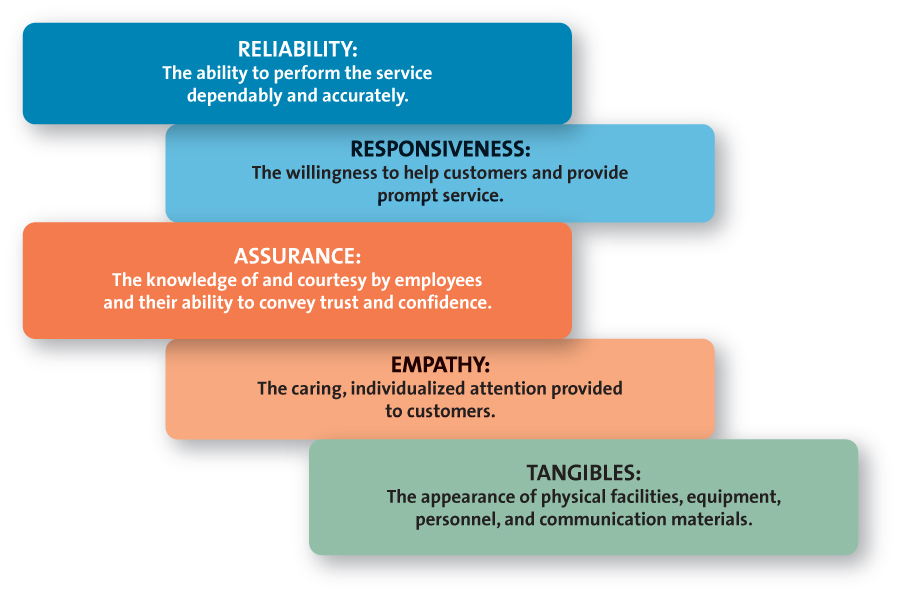 RELIABILITY:
The ability to perform the service
dependably and accurately.
RESPONSIVENESS:
The willingness to help customers and provide
prompt service.
ASSURANCE:
The knowledge of and courtesy by employees
and their ability to convey trust and confidence.
EMPATHY:
The caring, individualized attention provided
to customers.
TANGIBLES:
The appearance of physical facilities, equipment,
personnel, and communication materials.